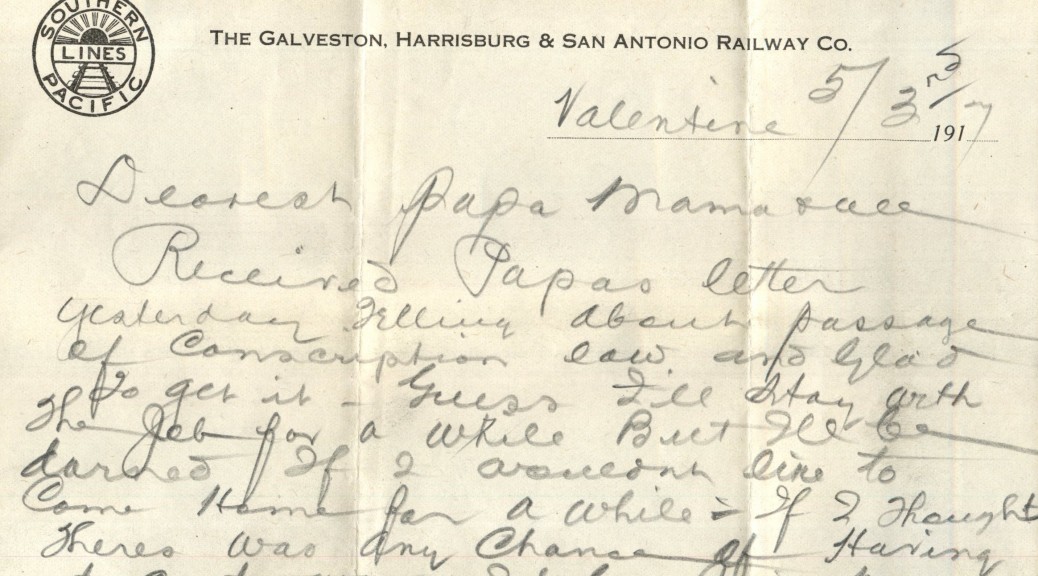 SOUTHERN
LINES
PACIFIC
THE GALVESTON, HARRISBURG & SAN ANTONIO RAILWAY CO.
Valentine 5/3rd/1917
Dearest Papa Mama & all
Received Papas letter
yesterday Telling about passage
of Conscription law and Glad
To get it – Guess I'll stay with
The Job for a while But Ill be
darned If I wouldnt like to
Come Home for a while – If I Thought
Theres was Any Chance of Having